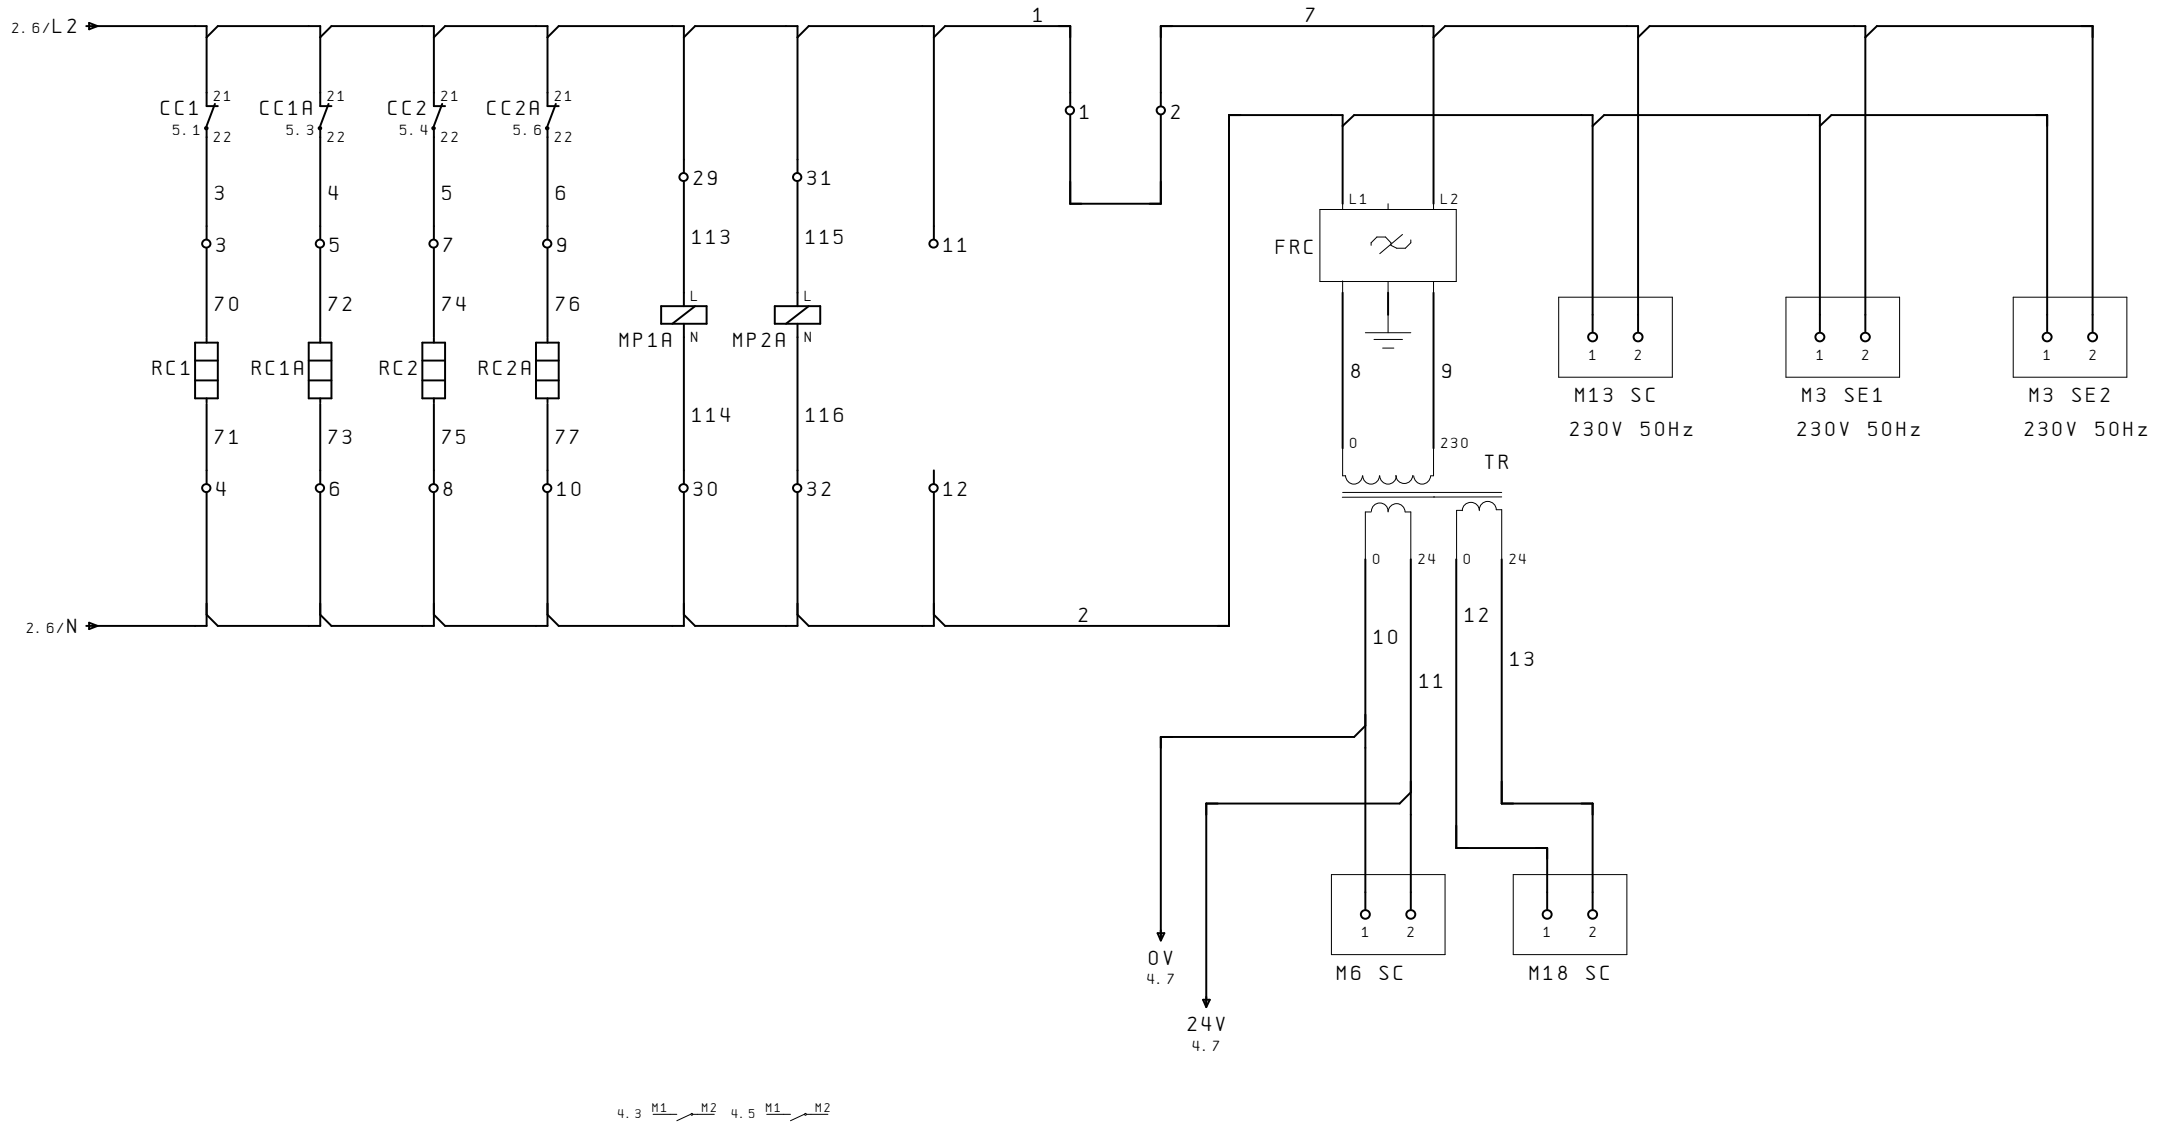 2.6/L2
1
7
CC1 21
5.1 22
CC1A 21
5.3 22
CC2 21
5.4 22
CC2A 21
5.6 22
1
2
29
31
L1
L2
3
4
5
6
3
5
7
9
113
115
11
FRC
70
72
74
76
L
L
MP1A N
MP2A N
RC1
RC1A
RC2
RC2A
1 2
1 2
1 2
M13 SC
230V 50Hz
M3 SE1
230V 50Hz
M3 SE2
230V 50Hz
8
9
71
73
75
77
114
116
0
230
TR
4
6
8
10
30
32
12
0
24
0
24
2.6/N
2
10
12
11
13
0V
4.7
24V
4.7
1 2
M6 SC
1 2
M18 SC
4.3 M1 M2 4.5 M1 M2